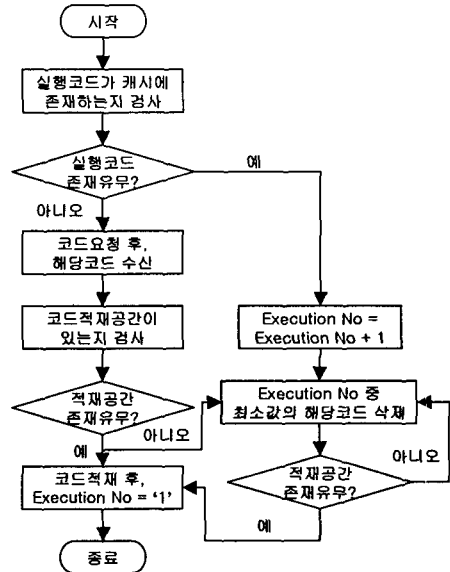 시작
실행코드가 캐시에
존재하는지 검사
실행코드
존재유무?
예
아니오
코드요청 후,
해당코드 수신
코드적재공간이
있는지 검사
Execution No =
Execution No + 1
적재공간
존재유무?
아니오
예
Execution No 중
최소값의 해당코드 삭제
적재공간
존재유무?
아니오
예
코드적재 후,
Execution No = ‘1’
종료